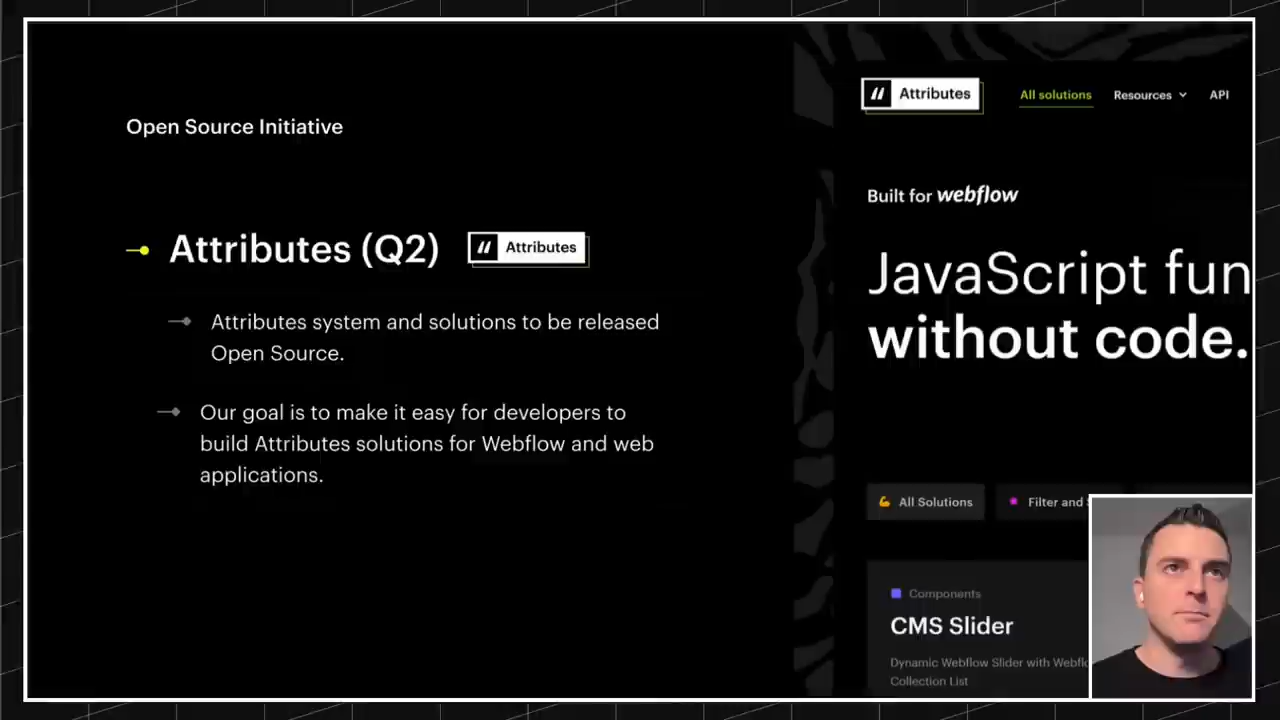 Open Source Initiative
Attributes (Q2)
Attributes
Attributes system and solutions to be released
Open Source.
Our goal is to make it easy for developers to
build Attributes solutions for Webflow and web
applications.
Attributes
All solutions
Resources
API
Built for webflow
JavaScript fun
without code.
All Solutions
Filter and
Components
CMS Slider
Dynamic Webflow Slider with
Collection List